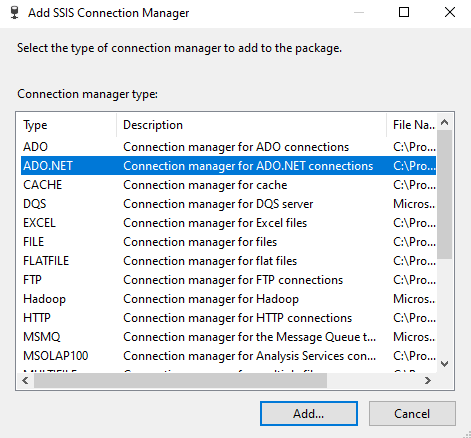 Add SSIS Connection Manager
Select the type of connection manager to add to the package.
Connection manager type:
Type Description File Na...
ADO Connection manager for ADO connections C:\Pro...
ADO.NET Connection manager for ADO.NET connections C:\Pro...
CACHE Connection manager for cache C:\Pro...
DQS Connection manager for DQS server Micros...
EXCEL Connection manager for Excel files C:\Pro...
FILE Connection manager for files C:\Pro...
FLATFILE Connection manager for flat files C:\Pro...
FTP Connection manager for FTP connections C:\Pro...
Hadoop Connection manager for Hadoop Micros...
HTTP Connection manager for HTTP connections C:\Pro...
MSMQ Connection manager for the Message Queue t... Micros...
MSOLAP100 Connection manager for Analysis Services con... C:\Pro...
Add... Cancel